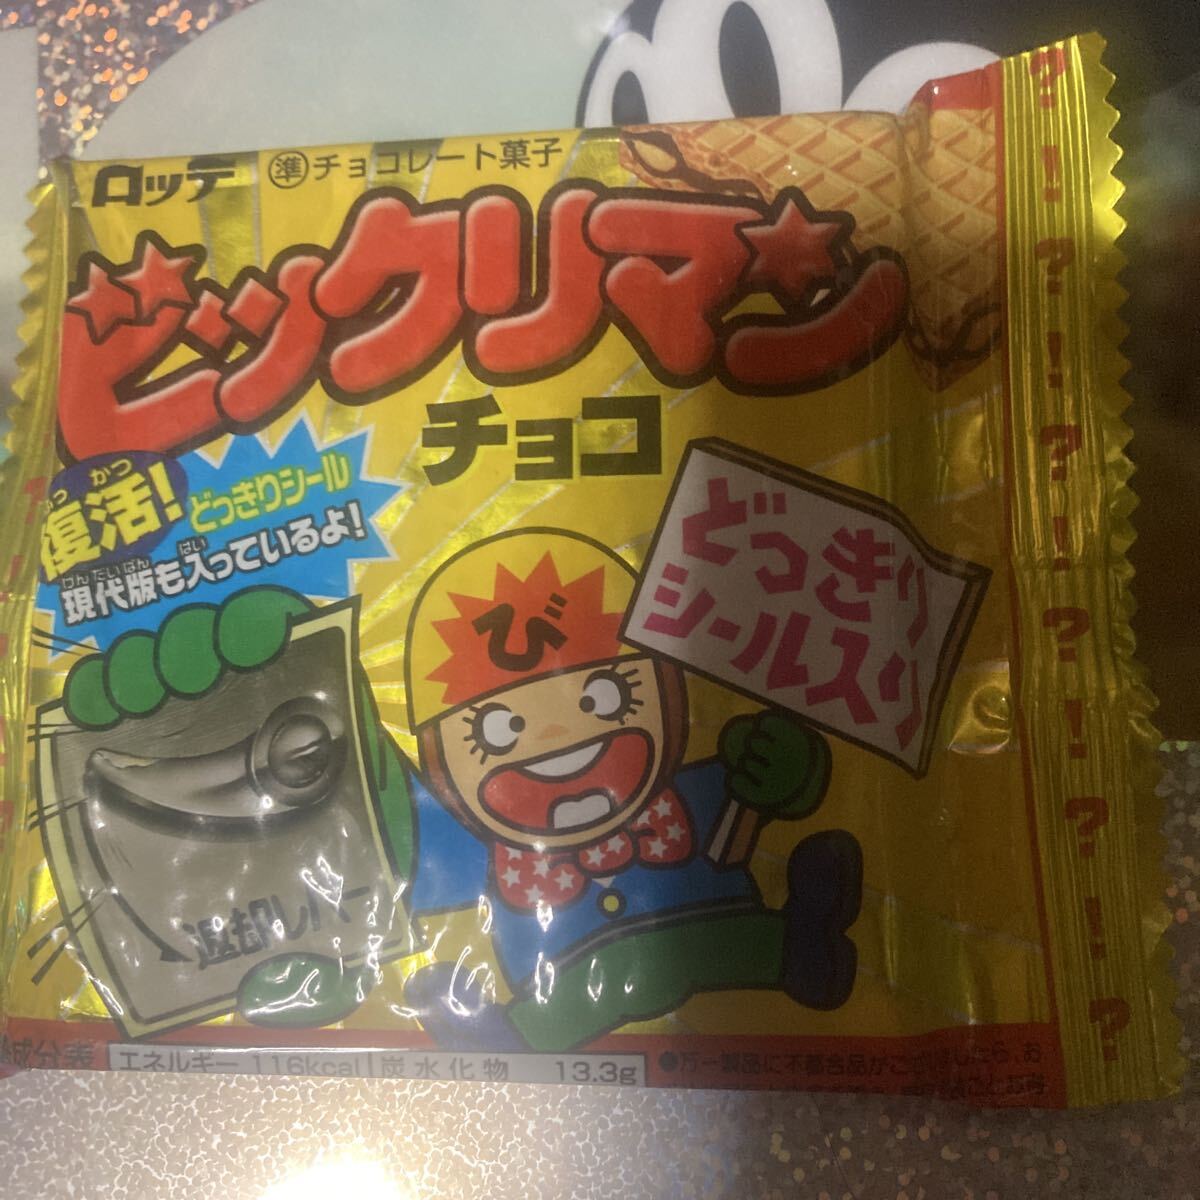 ロッテ
準チョコレート菓子
ビックリマン
チョコ
ふっかつ
復活!
どっきりシール
げんだいばん はい
現代版も入っているよ!
び
どっきり
シール入り
返却レバー
成分表
エネルギー 116kcal 炭水化物 13.3g
●万一製品に不都合品がございましたら、お
?!?!?!?!?!?